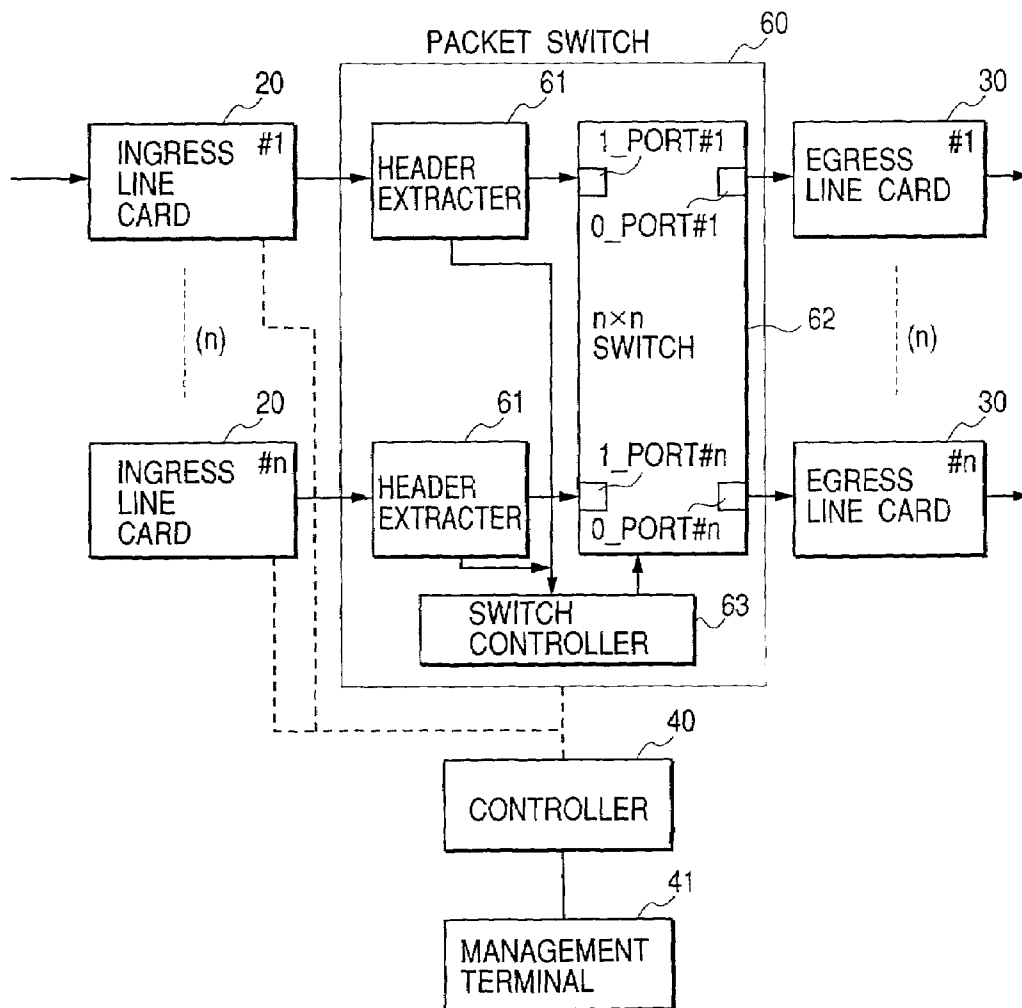 PACKET SWITCH
60
20
61
30
INGRESS
LINE
CARD
#1
HEADER
EXTRACTER
1_PORT#1
0_PORT#1
EGRESS
LINE CARD
#1
(n)
n×n
SWITCH
62
(n)
20
61
30
INGRESS
LINE
CARD
#n
HEADER
EXTRACTER
1_PORT#n
0_PORT#n
EGRESS
LINE CARD
#n
SWITCH
CONTROLLER
63
40
CONTROLLER
41
MANAGEMENT
TERMINAL